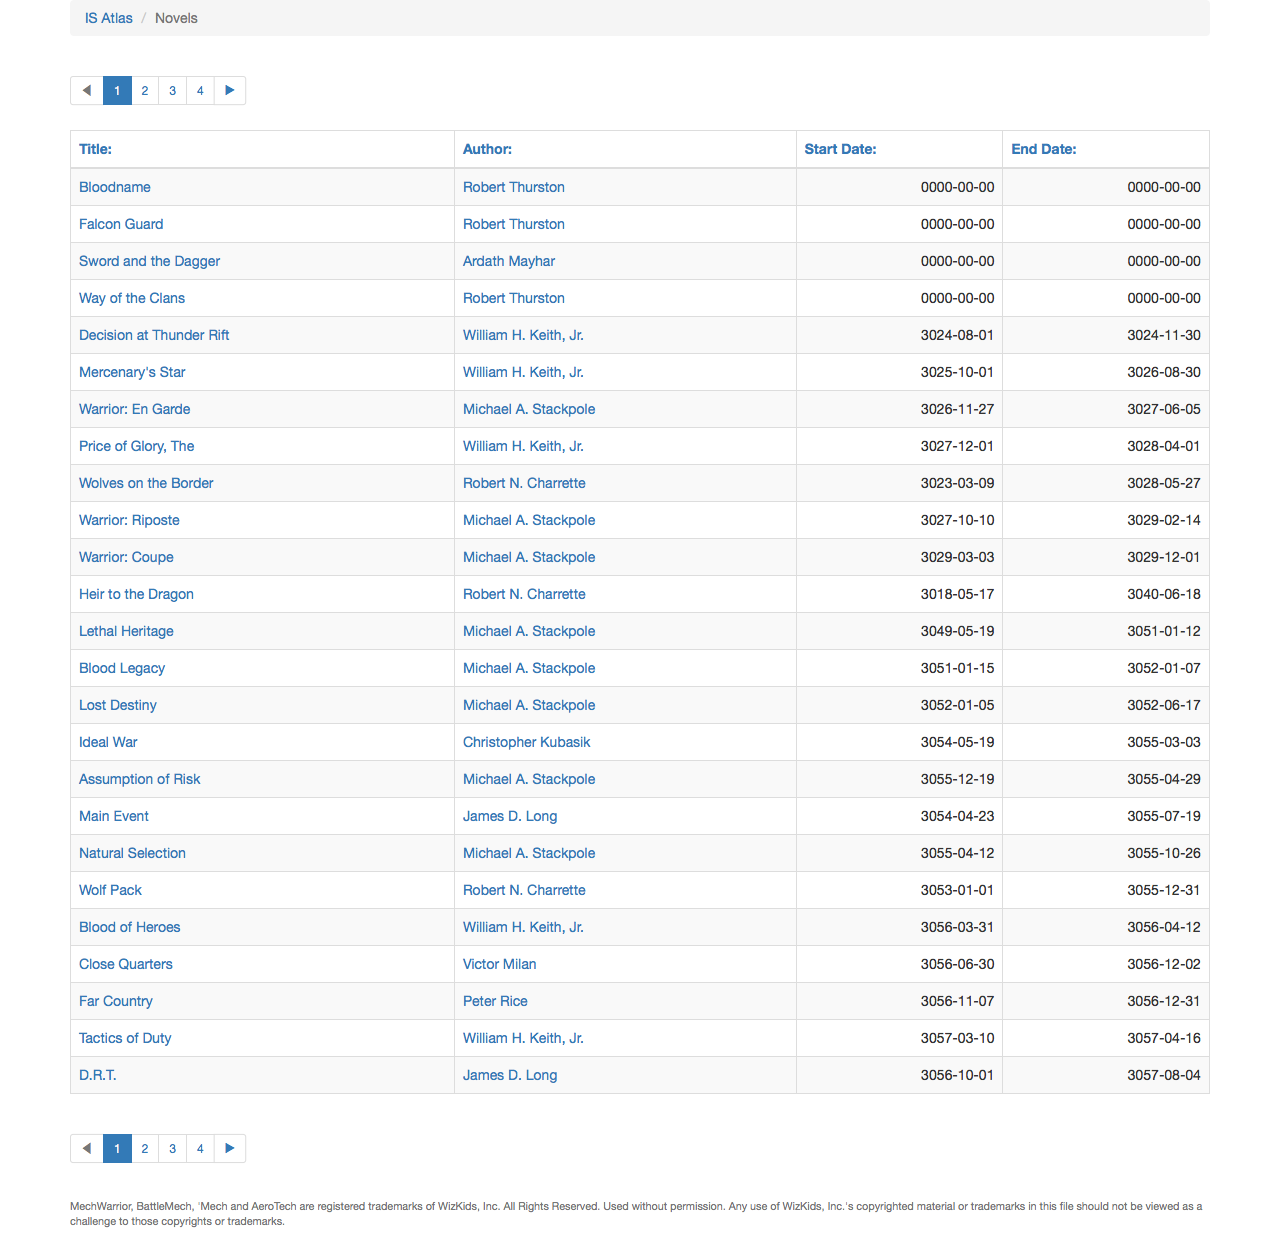 IS Atlas / Novels
◀ 1 2 3 4 ▶
Title: Author: Start Date: End Date:
Bloodname Robert Thurston 0000-00-00 0000-00-00
Falcon Guard Robert Thurston 0000-00-00 0000-00-00
Sword and the Dagger Ardath Mayhar 0000-00-00 0000-00-00
Way of the Clans Robert Thurston 0000-00-00 0000-00-00
Decision at Thunder Rift William H. Keith, Jr. 3024-08-01 3024-11-30
Mercenary's Star William H. Keith, Jr. 3025-10-01 3026-08-30
Warrior: En Garde Michael A. Stackpole 3026-11-27 3027-06-05
Price of Glory, The William H. Keith, Jr. 3027-12-01 3028-04-01
Wolves on the Border Robert N. Charrette 3023-03-09 3028-05-27
Warrior: Riposte Michael A. Stackpole 3027-10-10 3029-02-14
Warrior: Coupe Michael A. Stackpole 3029-03-03 3029-12-01
Heir to the Dragon Robert N. Charrette 3018-05-17 3040-06-18
Lethal Heritage Michael A. Stackpole 3049-05-19 3051-01-12
Blood Legacy Michael A. Stackpole 3051-01-15 3052-01-07
Lost Destiny Michael A. Stackpole 3052-01-05 3052-06-17
Ideal War Christopher Kubasik 3054-05-19 3055-03-03
Assumption of Risk Michael A. Stackpole 3055-12-19 3055-04-29
Main Event James D. Long 3054-04-23 3055-07-19
Natural Selection Michael A. Stackpole 3055-04-12 3055-10-26
Wolf Pack Robert N. Charrette 3053-01-01 3055-12-31
Blood of Heroes William H. Keith, Jr. 3056-03-31 3056-04-12
Close Quarters Victor Milan 3056-06-30 3056-12-02
Far Country Peter Rice 3056-11-07 3056-12-31
Tactics of Duty William H. Keith, Jr. 3057-03-10 3057-04-16
D.R.T. James D. Long 3056-10-01 3057-08-04
◀ 1 2 3 4 ▶
MechWarrior, BattleMech, 'Mech and AeroTech are registered trademarks of WizKids, Inc. All Rights Reserved. Used without permission. Any use of WizKids, Inc.'s copyrighted material or trademarks in this file should not be viewed as a
challenge to those copyrights or trademarks.